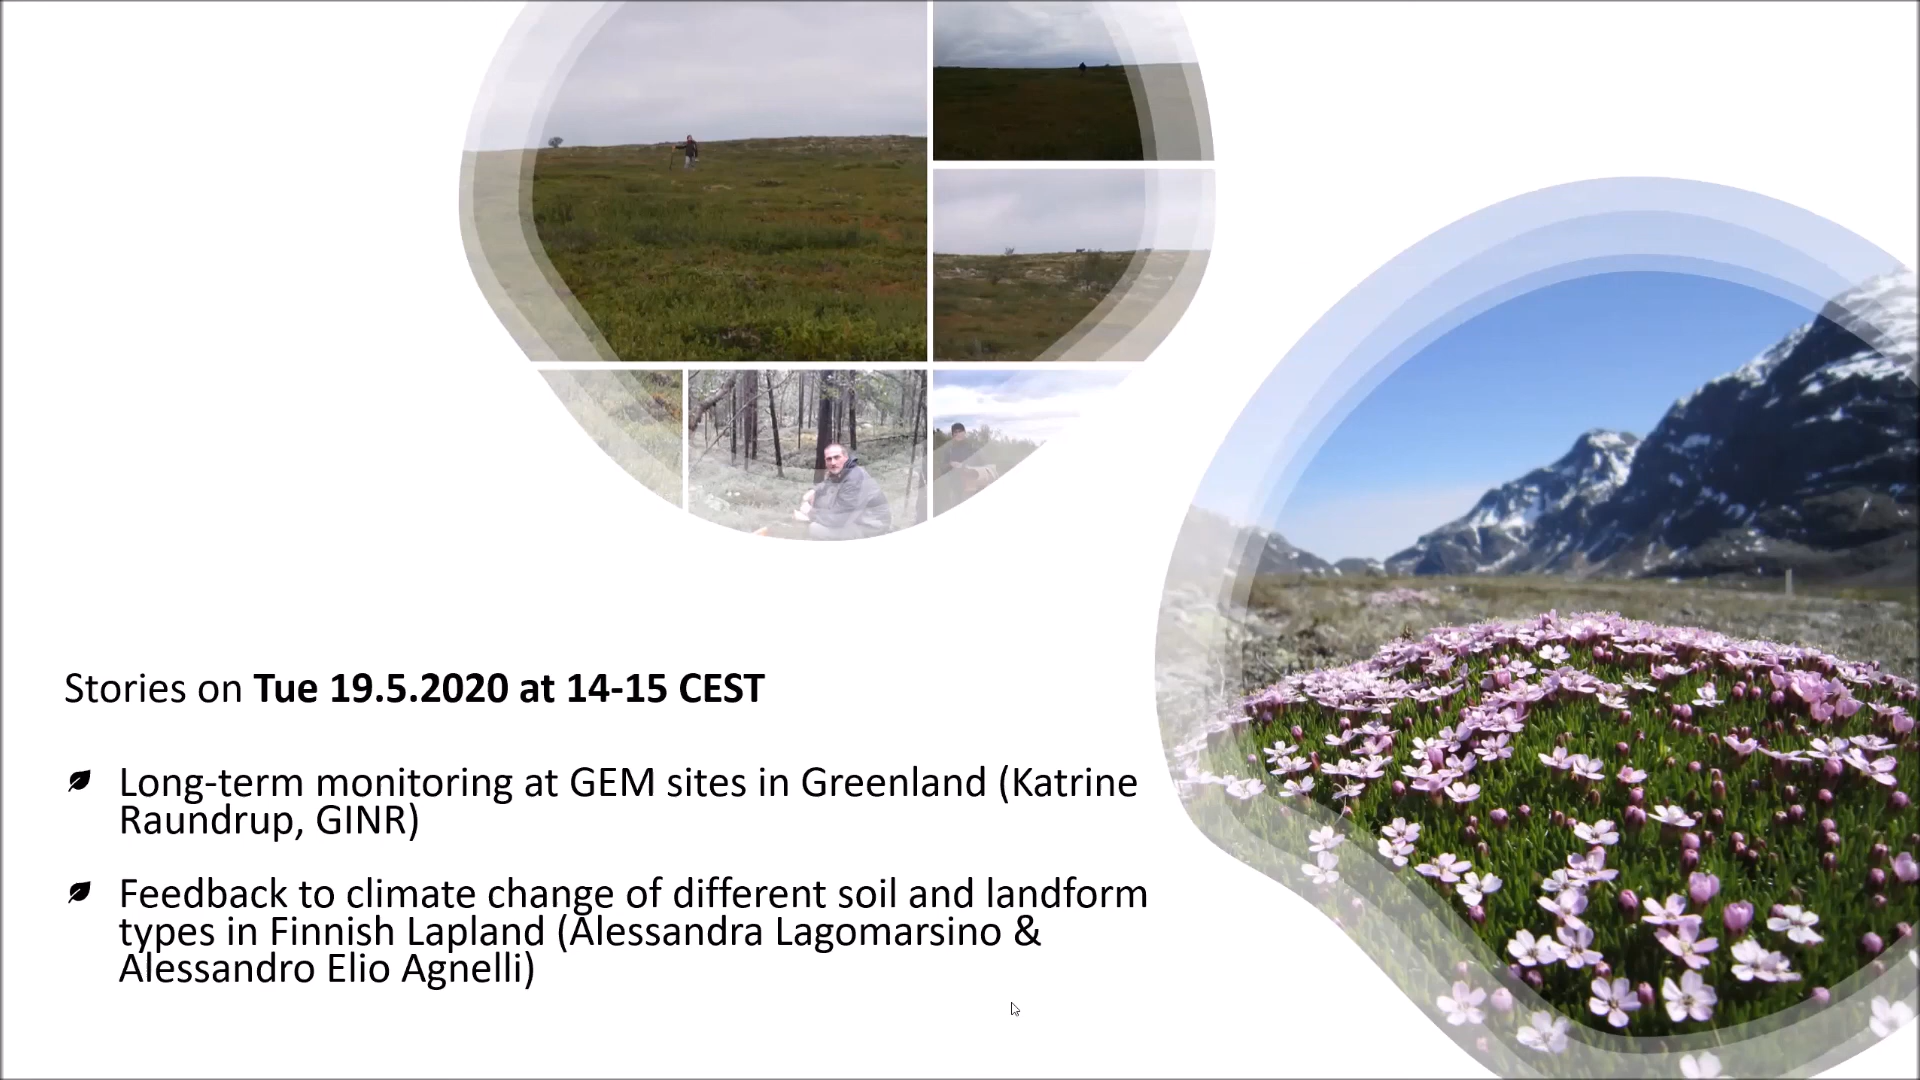 Stories on Tue 19.5.2020 at 14-15 CEST
Long-term monitoring at GEM sites in Greenland (Katrine
Raundrup, GINR)
Feedback to climate change of different soil and landform
types in Finnish Lapland (Alessandra Lagomarsino &
Alessandro Elio Agnelli)